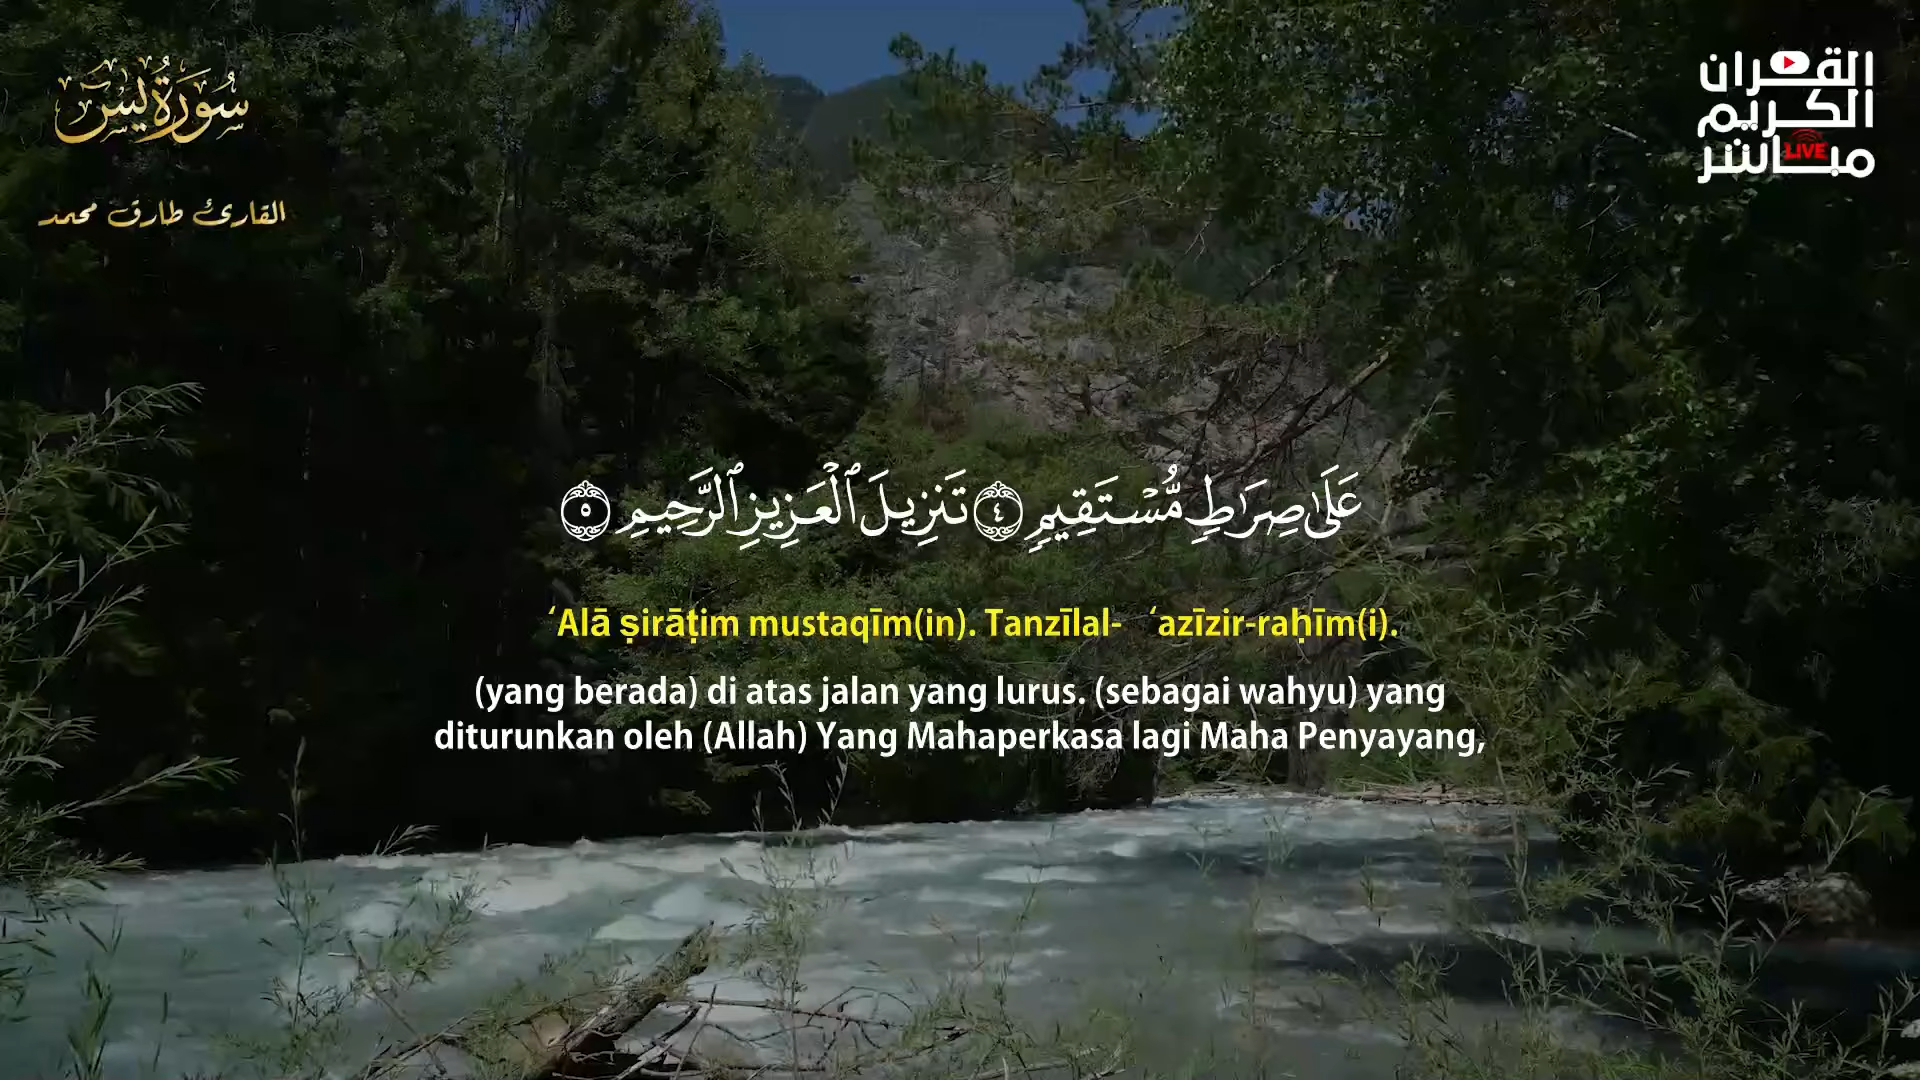 سُورَةُ يس
القارئ طارق محمد
القرآن
الكريم
مباشر
LIVE
عَلَىٰ صِرَٰطٖ مُّسۡتَقِيمٖ ٤ تَنزِيلَ ٱلۡعَزِيزِ ٱلرَّحِيمِ ٥
‘Alā ṣirāṭim mustaqīm(in). Tanzīlal- ‘azīzir-raḥīm(i).
(yang berada) di atas jalan yang lurus. (sebagai wahyu) yang
diturunkan oleh (Allah) Yang Mahaperkasa lagi Maha Penyayang,